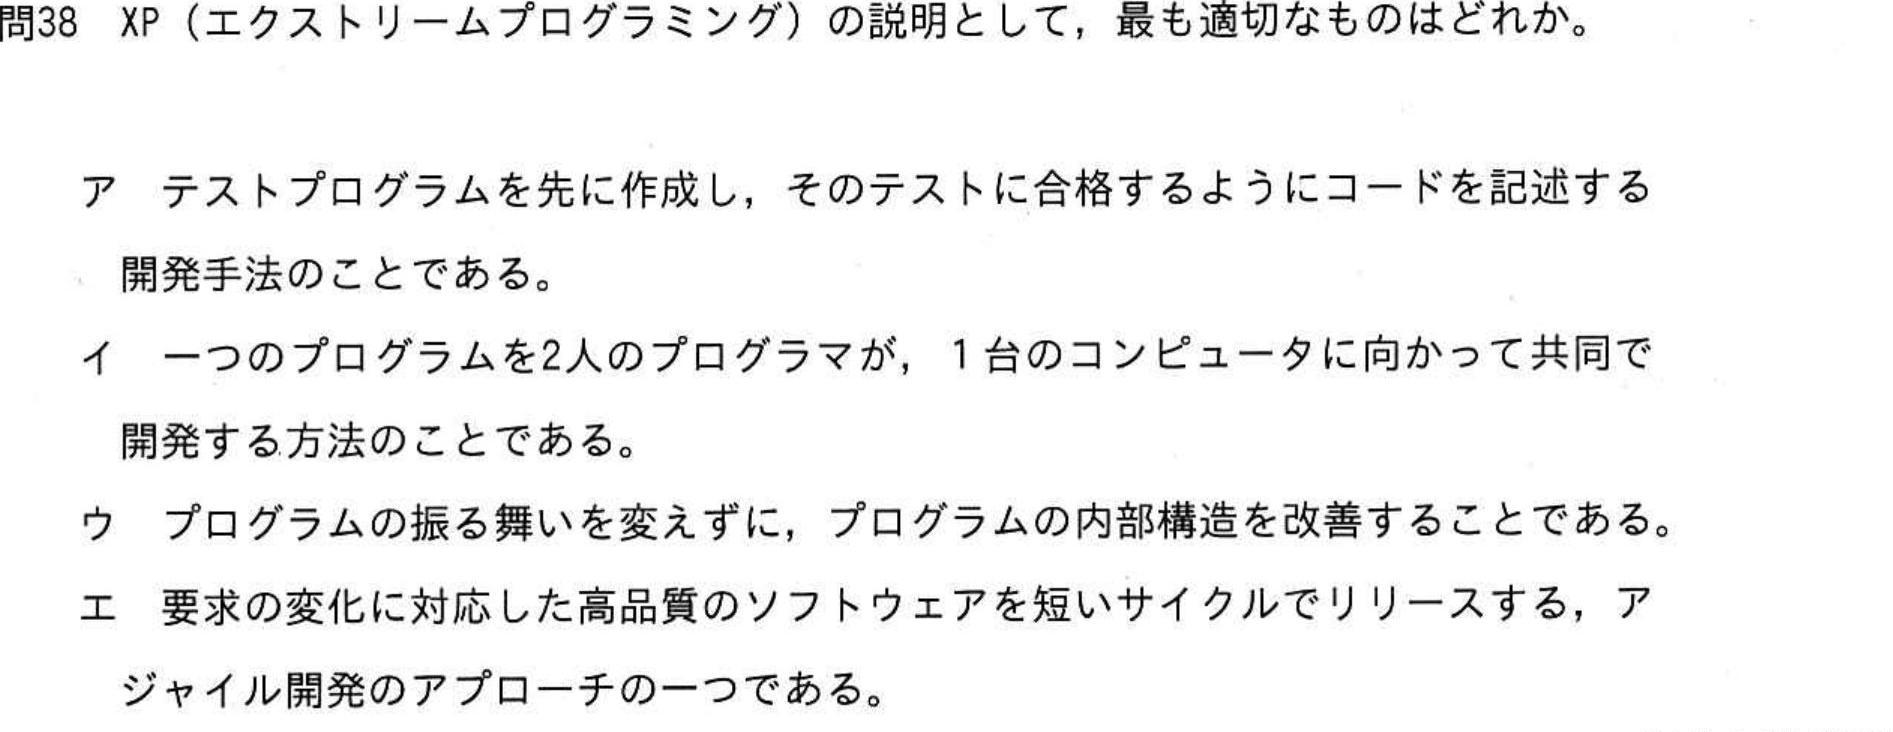 問38　XP（エクストリームプログラミング）の説明として，最も適切なものはどれか。
ア　テストプログラムを先に作成し，そのテストに合格するようにコードを記述する
開発手法のことである。
イ　一つのプログラムを2人のプログラマが，1台のコンピュータに向かって共同で
開発する方法のことである。
ウ　プログラムの振る舞いを変えずに，プログラムの内部構造を改善することである。
エ　要求の変化に対応した高品質のソフトウェアを短いサイクルでリリースする，ア
ジャイル開発のアプローチの一つである。